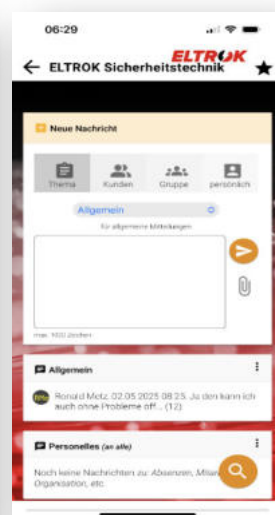 06:29
ELTROK
ELTROK Sicherheitstechnik
Neue Nachricht
Thema Kunden Gruppe persönlich
Allgemein
für allgemeine Mitteilungen
max. 1000 Zeichen
Allgemein
Ronald Metz, 02.05.2025 08:25. Ja den kann ich
auch ohne Probleme öff... (12)
Personelles (an alle)
Noch keine Nachrichten zu: Absenzen,
Organisation, etc.